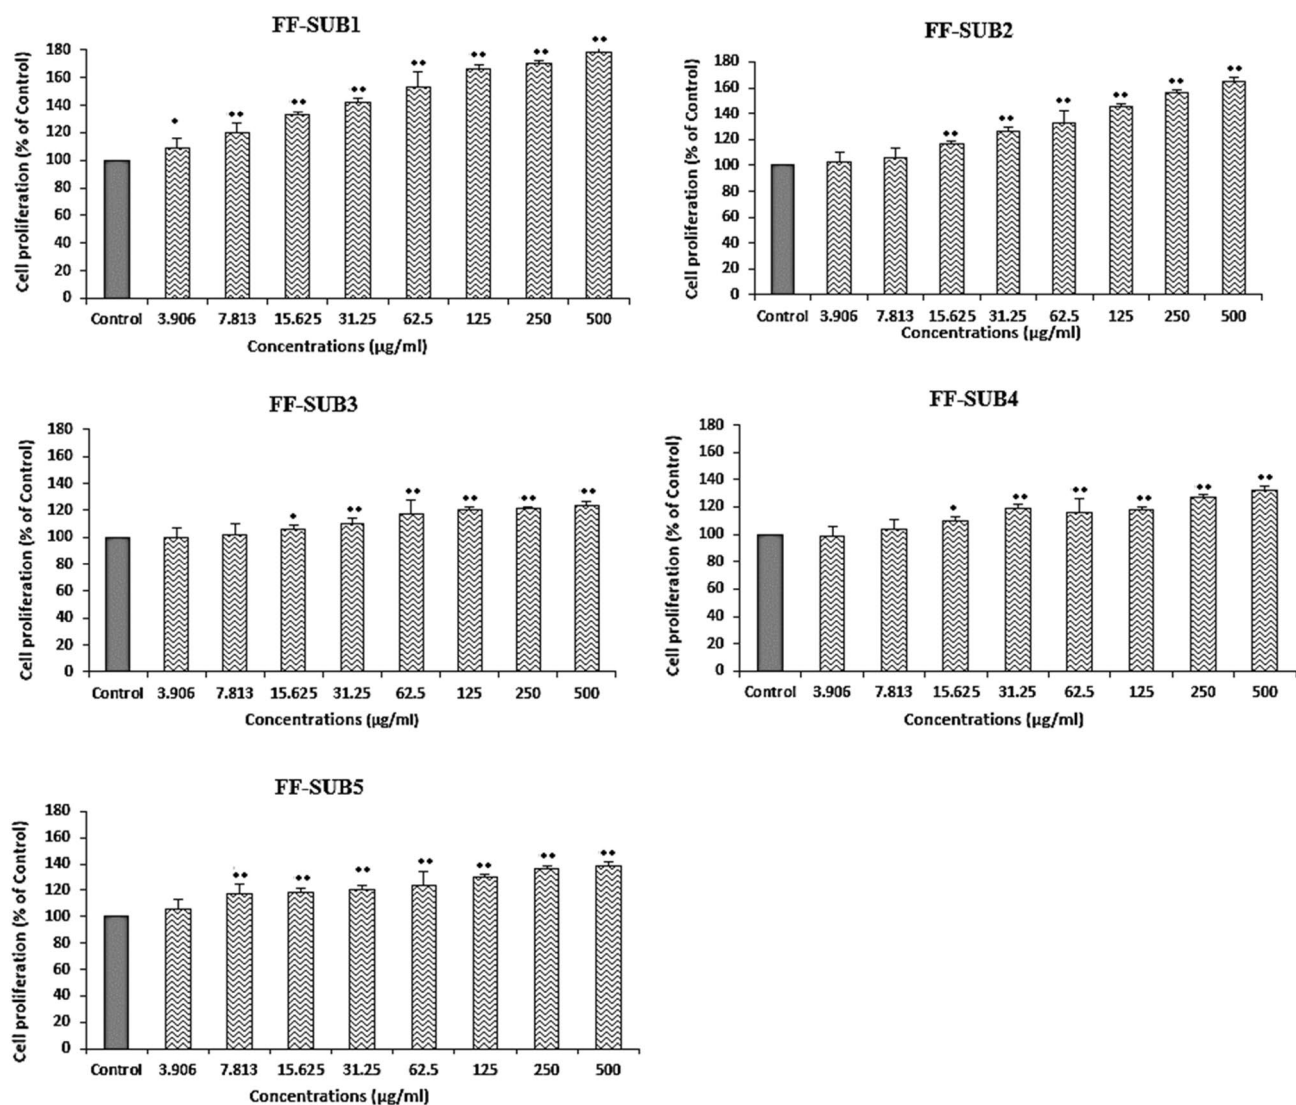 FF-SUB1
Cell proliferation (% of Control)
180
160
140
120
100
80
60
40
20
0
Control 3.906 7.813 15.625 31.25 62.5 125 250 500
Concentrations (µg/ml)
FF-SUB2
Cell proliferation (% of Control)
180
160
140
120
100
80
60
40
20
0
Control 3.906 7.813 15.625 31.25 62.5 125 250 500
Concentrations (µg/ml)
FF-SUB3
Cell proliferation (% of Control)
180
160
140
120
100
80
60
40
20
0
Control 3.906 7.813 15.625 31.25 62.5 125 250 500
Concentrations (µg/ml)
FF-SUB4
Cell proliferation (% of Control)
180
160
140
120
100
80
60
40
20
0
Control 3.906 7.813 15.625 31.25 62.5 125 250 500
Concentrations (µg/ml)
FF-SUB5
Cell proliferation (% of Control)
180
160
140
120
100
80
60
40
20
0
Control 3.906 7.813 15.625 31.25 62.5 125 250 500
Concentrations (µg/ml)